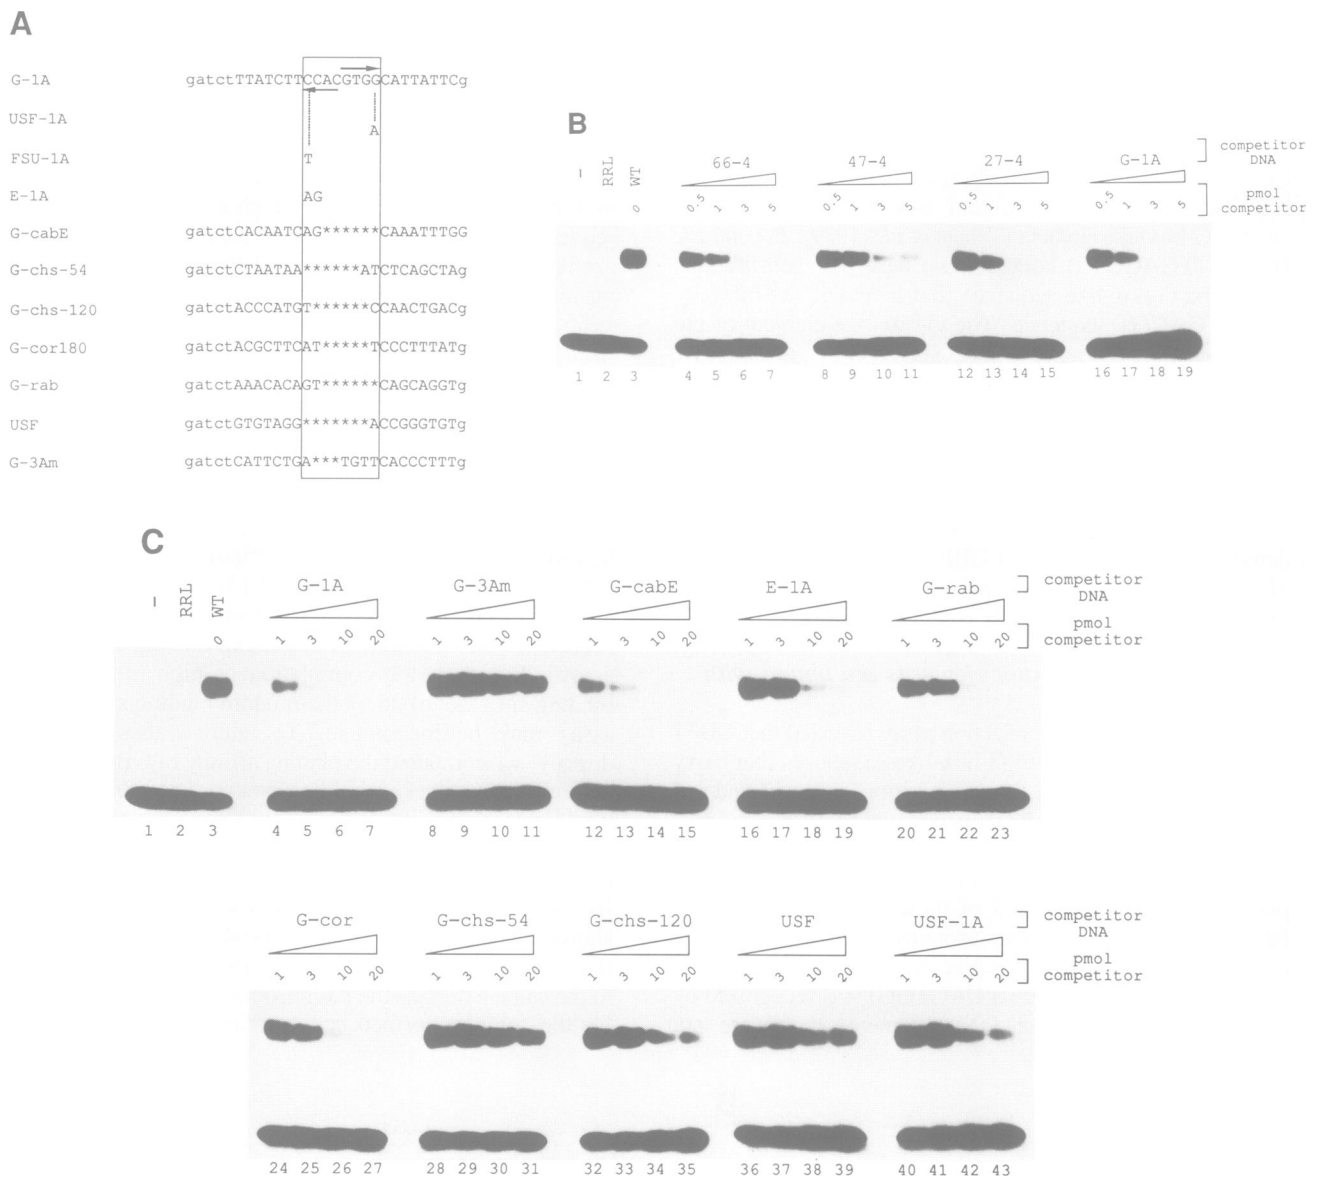 A
G-1A gatctTTATCTTCCACGTGGCATTATTCg
USF-1A
A
FSU-1A T
E-1A AG
G-cabE gatctCACAATCAG******CAAATTTGG
G-chs-54 gatctCTAATAA******ATCTCAGCTAg
G-chs-120 gatctACCCATGT******CCAACTGACg
G-cor180 gatctACGCTTCAT*****TCCCTTTATg
G-rab gatctAAACACAGT******CAGCAGGTg
USF gatctGTGTAGG*******ACCGGGTGTg
G-3Am gatctCATTCTGA***TGTTCACCCTTTg
B
- RRL WT 66-4 47-4 27-4 G-1A competitor
DNA
0 0.5 1 3 5 0.5 1 3 5 0.5 1 3 5 0.5 1 3 5 pmol
competitor
1 2 3 4 5 6 7 8 9 10 11 12 13 14 15 16 17 18 19
C
- RRL WT G-1A G-3Am G-cabE E-1A G-rab competitor
DNA
0 1 3 10 20 1 3 10 20 1 3 10 20 1 3 10 20 1 3 10 20 pmol
competitor
1 2 3 4 5 6 7 8 9 10 11 12 13 14 15 16 17 18 19 20 21 22 23
G-cor G-chs-54 G-chs-120 USF USF-1A competitor
DNA
1 3 10 20 1 3 10 20 1 3 10 20 1 3 10 20 1 3 10 20 pmol
competitor
24 25 26 27 28 29 30 31 32 33 34 35 36 37 38 39 40 41 42 43